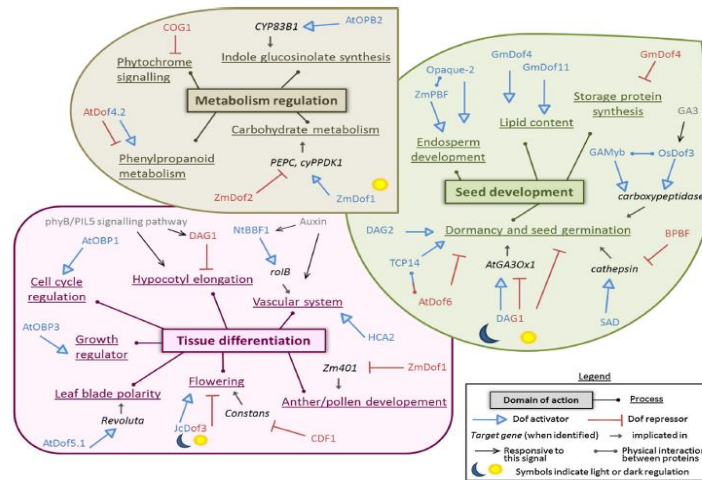 COG1
CYP83B1
AtOPB2
Phytochrome
signalling
Indole glucosinolate synthesis
Metabolism regulation
AtDof4.2
Carbohydrate metabolism
Phenylpropanoid
metabolism
PEPC, cyPPDK1
ZmDof2
ZmDof1
GmDof4
GmDof4
Opaque-2
GmDof11
ZmPBF
Storage protein
synthesis
Lipid content
GA3
Endosperm
development
GAMyb
OsDof3
Seed development
carboxypeptidase
DAG2
Dormancy and seed germination
BPBF
TCP14
AtGA3Ox1
cathepsin
AtDof6
DAG1
SAD
phyB/PIL5 signalling pathway
NtBBF1
Auxin
AtOBP1
DAG1
Cell cycle
regulation
Hypocotyl elongation
rolB
Vascular system
AtOBP3
Growth
regulator
Tissue differentiation
HCA2
Leaf blade polarity
Flowering
Zm401
ZmDof1
Revoluta
Constans
Anther/pollen developement
AtDof5.1
JcDof3
CDF1
Legend
Domain of action
Process
Dof activator
Dof repressor
Target gene (when identified)
implicated in
Responsive to
this signal
Physical interaction
between proteins
Symbols indicate light or dark regulation